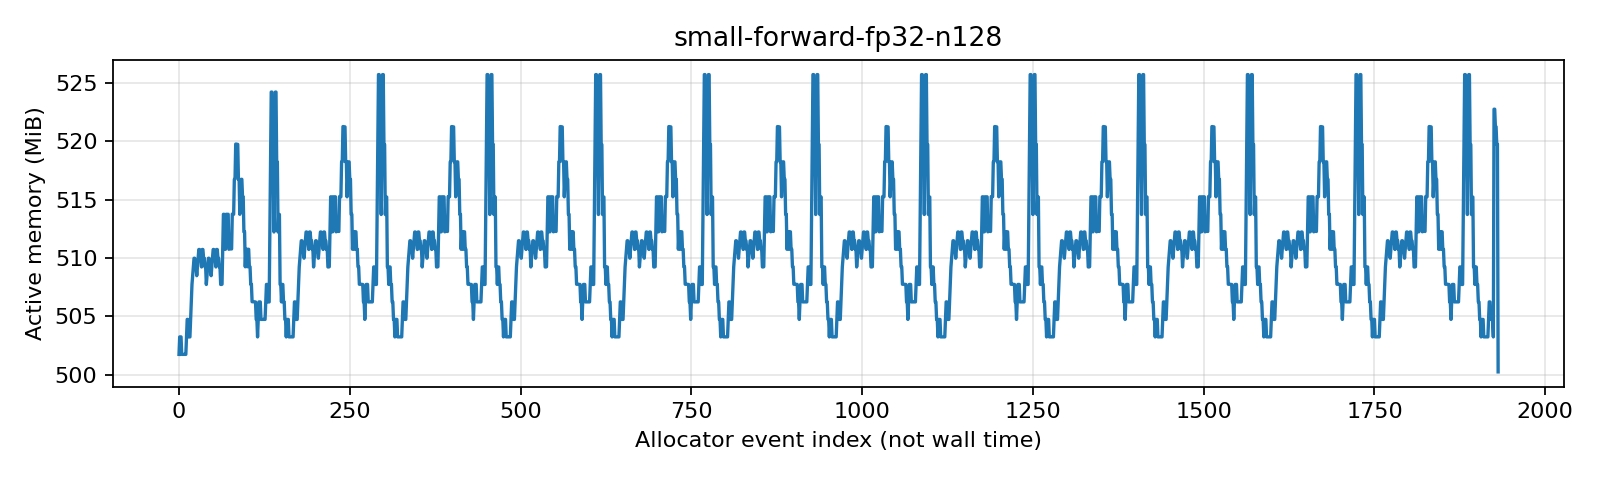 small-forward-fp32-n128
Active memory (MiB)
525
520
515
510
505
500
0 250 500 750 1000 1250 1500 1750 2000
Allocator event index (not wall time)